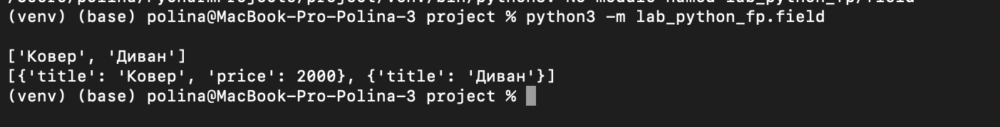 (venv) (base) polina@MacBook-Pro-Polina-3 project % python3 -m lab_python_fp.field
['Ковер', 'Диван']
[{'title': 'Ковер', 'price': 2000}, {'title': 'Диван'}]
(venv) (base) polina@MacBook-Pro-Polina-3 project %